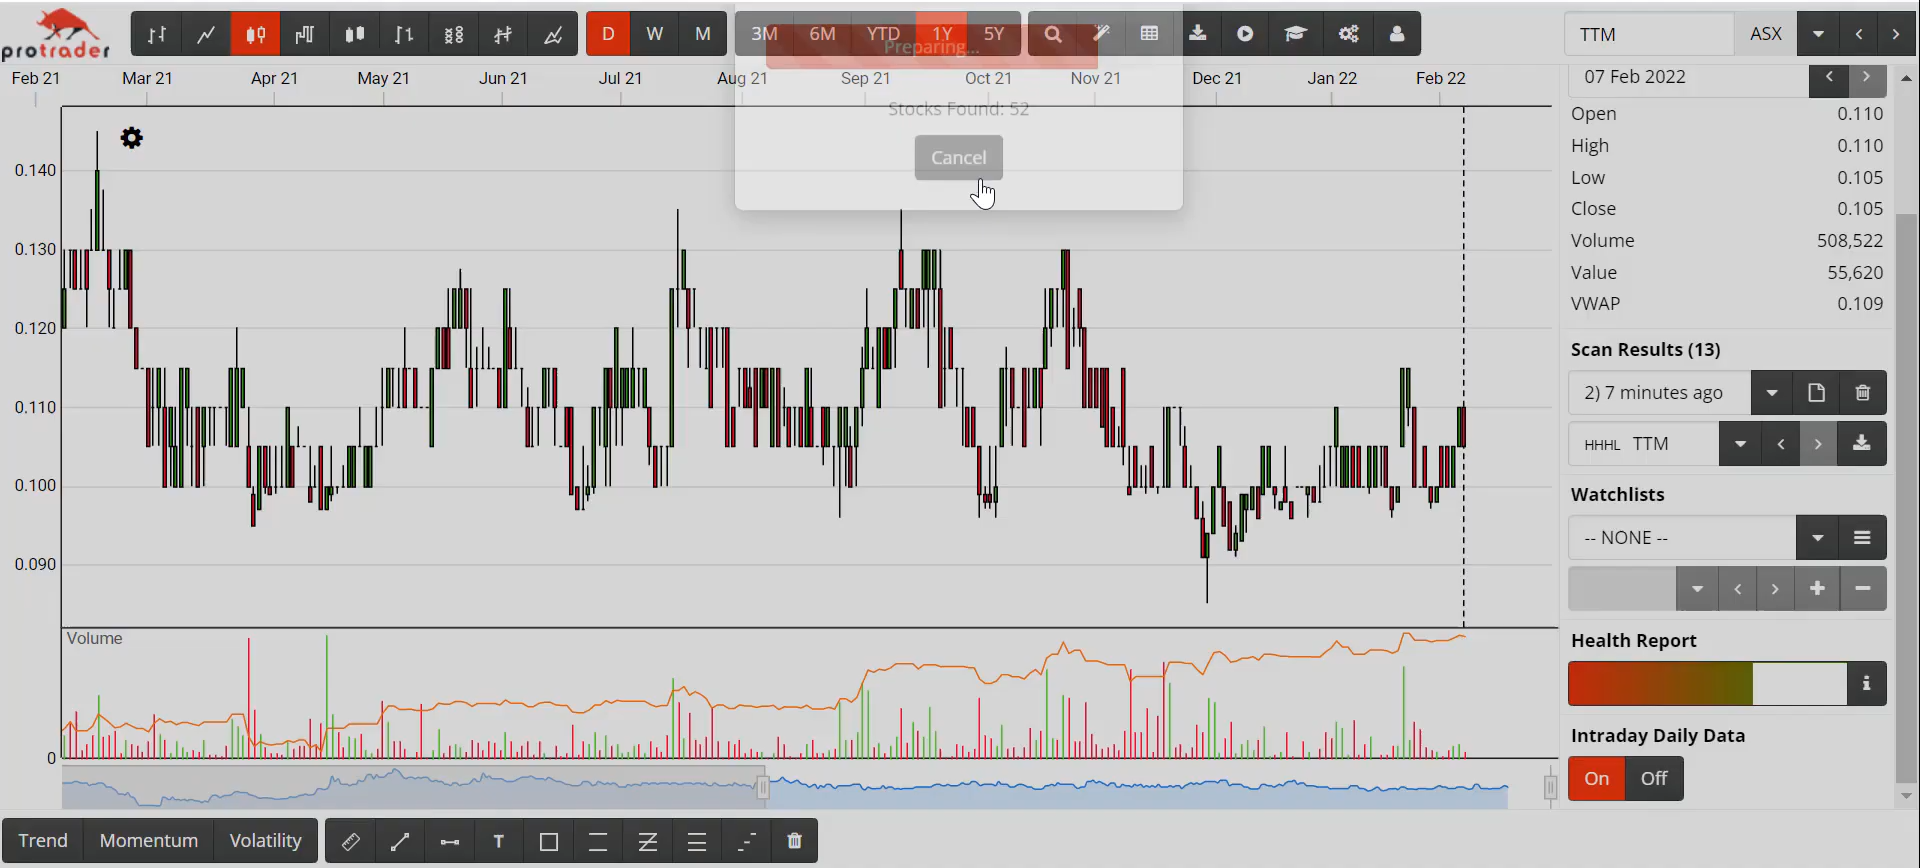 protrader
D W M
3M 6M YTD 1Y 5Y
TTM
ASX
Preparing...
Stocks Found: 52
Cancel
Feb 21 Mar 21 Apr 21 May 21 Jun 21 Jul 21 Aug 21 Sep 21 Oct 21 Nov 21 Dec 21 Jan 22 Feb 22
0.140
0.130
0.120
0.110
0.100
0.090
Volume
0
07 Feb 2022
Open 0.110
High 0.110
Low 0.105
Close 0.105
Volume 508,522
Value 55,620
VWAP 0.109
Scan Results (13)
2) 7 minutes ago
HHHL TTM
Watchlists
-- NONE --
Health Report
Intraday Daily Data
On Off
Trend Momentum Volatility
T